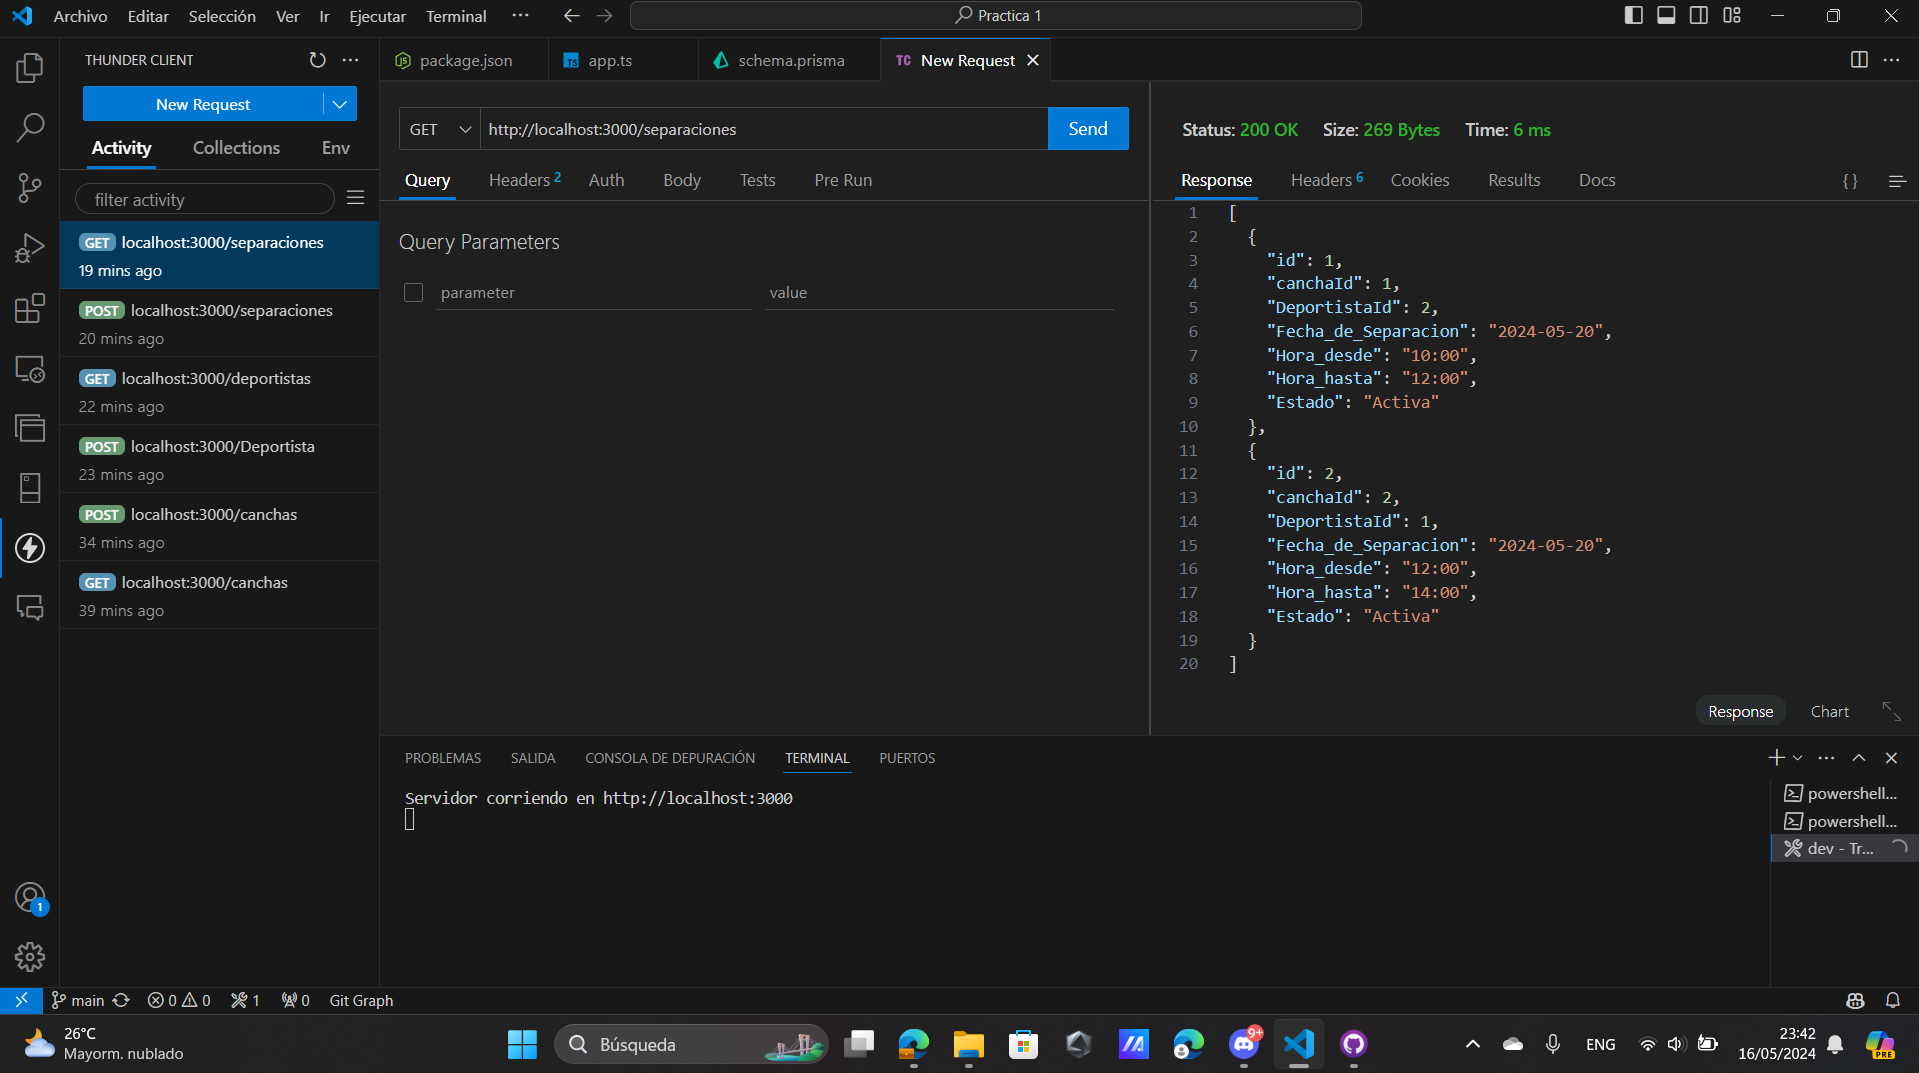 Archivo Editar Selección Ver Ir Ejecutar Terminal ··· Practica 1
THUNDER CLIENT
New Request
Activity Collections Env
filter activity
GET localhost:3000/separaciones
19 mins ago
POST localhost:3000/separaciones
20 mins ago
GET localhost:3000/deportistas
22 mins ago
POST localhost:3000/Deportista
23 mins ago
POST localhost:3000/canchas
34 mins ago
GET localhost:3000/canchas
39 mins ago
package.json TS app.ts schema.prisma TC New Request
GET http://localhost:3000/separaciones Send
Query Headers 2 Auth Body Tests Pre Run
Query Parameters
parameter value
Status: 200 OK Size: 269 Bytes Time: 6 ms
Response Headers 6 Cookies Results Docs { }
1 [
2 {
3 "id": 1,
4 "canchaId": 1,
5 "DeportistaId": 2,
6 "Fecha_de_Separacion": "2024-05-20",
7 "Hora_desde": "10:00",
8 "Hora_hasta": "12:00",
9 "Estado": "Activa"
10 },
11 {
12 "id": 2,
13 "canchaId": 2,
14 "DeportistaId": 1,
15 "Fecha_de_Separacion": "2024-05-20",
16 "Hora_desde": "12:00",
17 "Hora_hasta": "14:00",
18 "Estado": "Activa"
19 }
20 ]
Response Chart
PROBLEMAS SALIDA CONSOLA DE DEPURACIÓN TERMINAL PUERTOS
Servidor corriendo en http://localhost:3000
powershell...
powershell...
dev - Tr...
1
main 0 0 1 0 Git Graph
26°C
Mayorm. nublado
Búsqueda
9+
ENG
23:42
16/05/2024
PRE